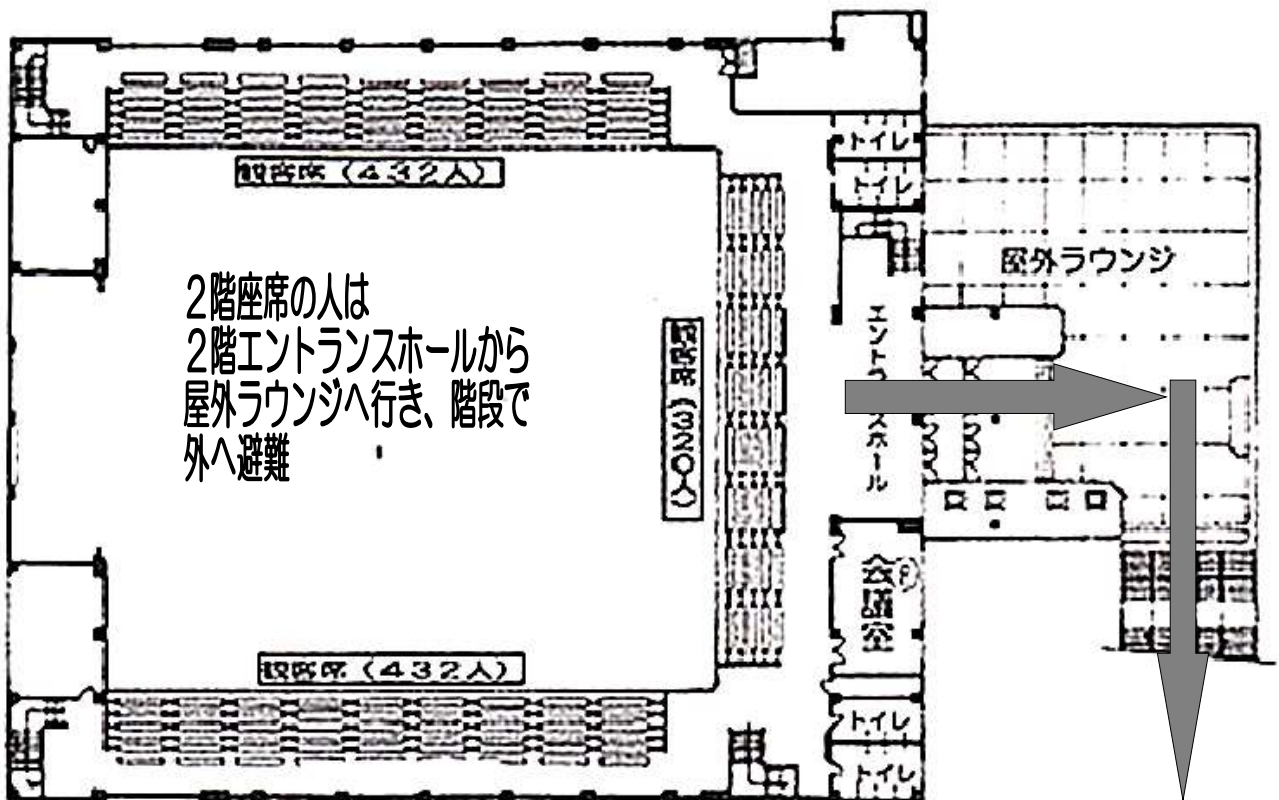 トイレ
観客席（432人）
トイレ
屋外ラウンジ
2階座席の人は
2階エントランスホールから
屋外ラウンジへ行き、階段で
外へ避難
観客席（320人）
エントランスホール
会議室
観客席（432人）
トイレ
トイレ